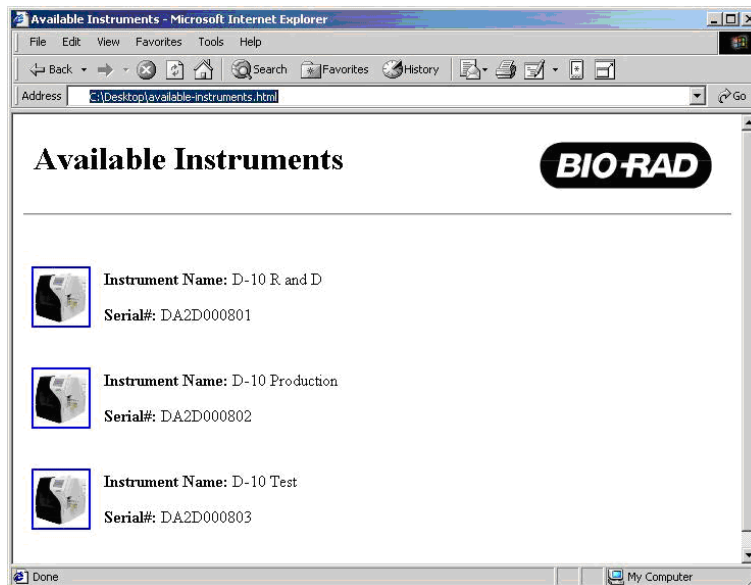 Available Instruments - Microsoft Internet Explorer
File Edit View Favorites Tools Help
Back Search Favorites History
Address C:\Desktop\available-instruments.html Go
Available Instruments
BIO-RAD
Instrument Name: D-10 R and D
Serial#: DA2D000801
Instrument Name: D-10 Production
Serial#: DA2D000802
Instrument Name: D-10 Test
Serial#: DA2D000803
Done My Computer